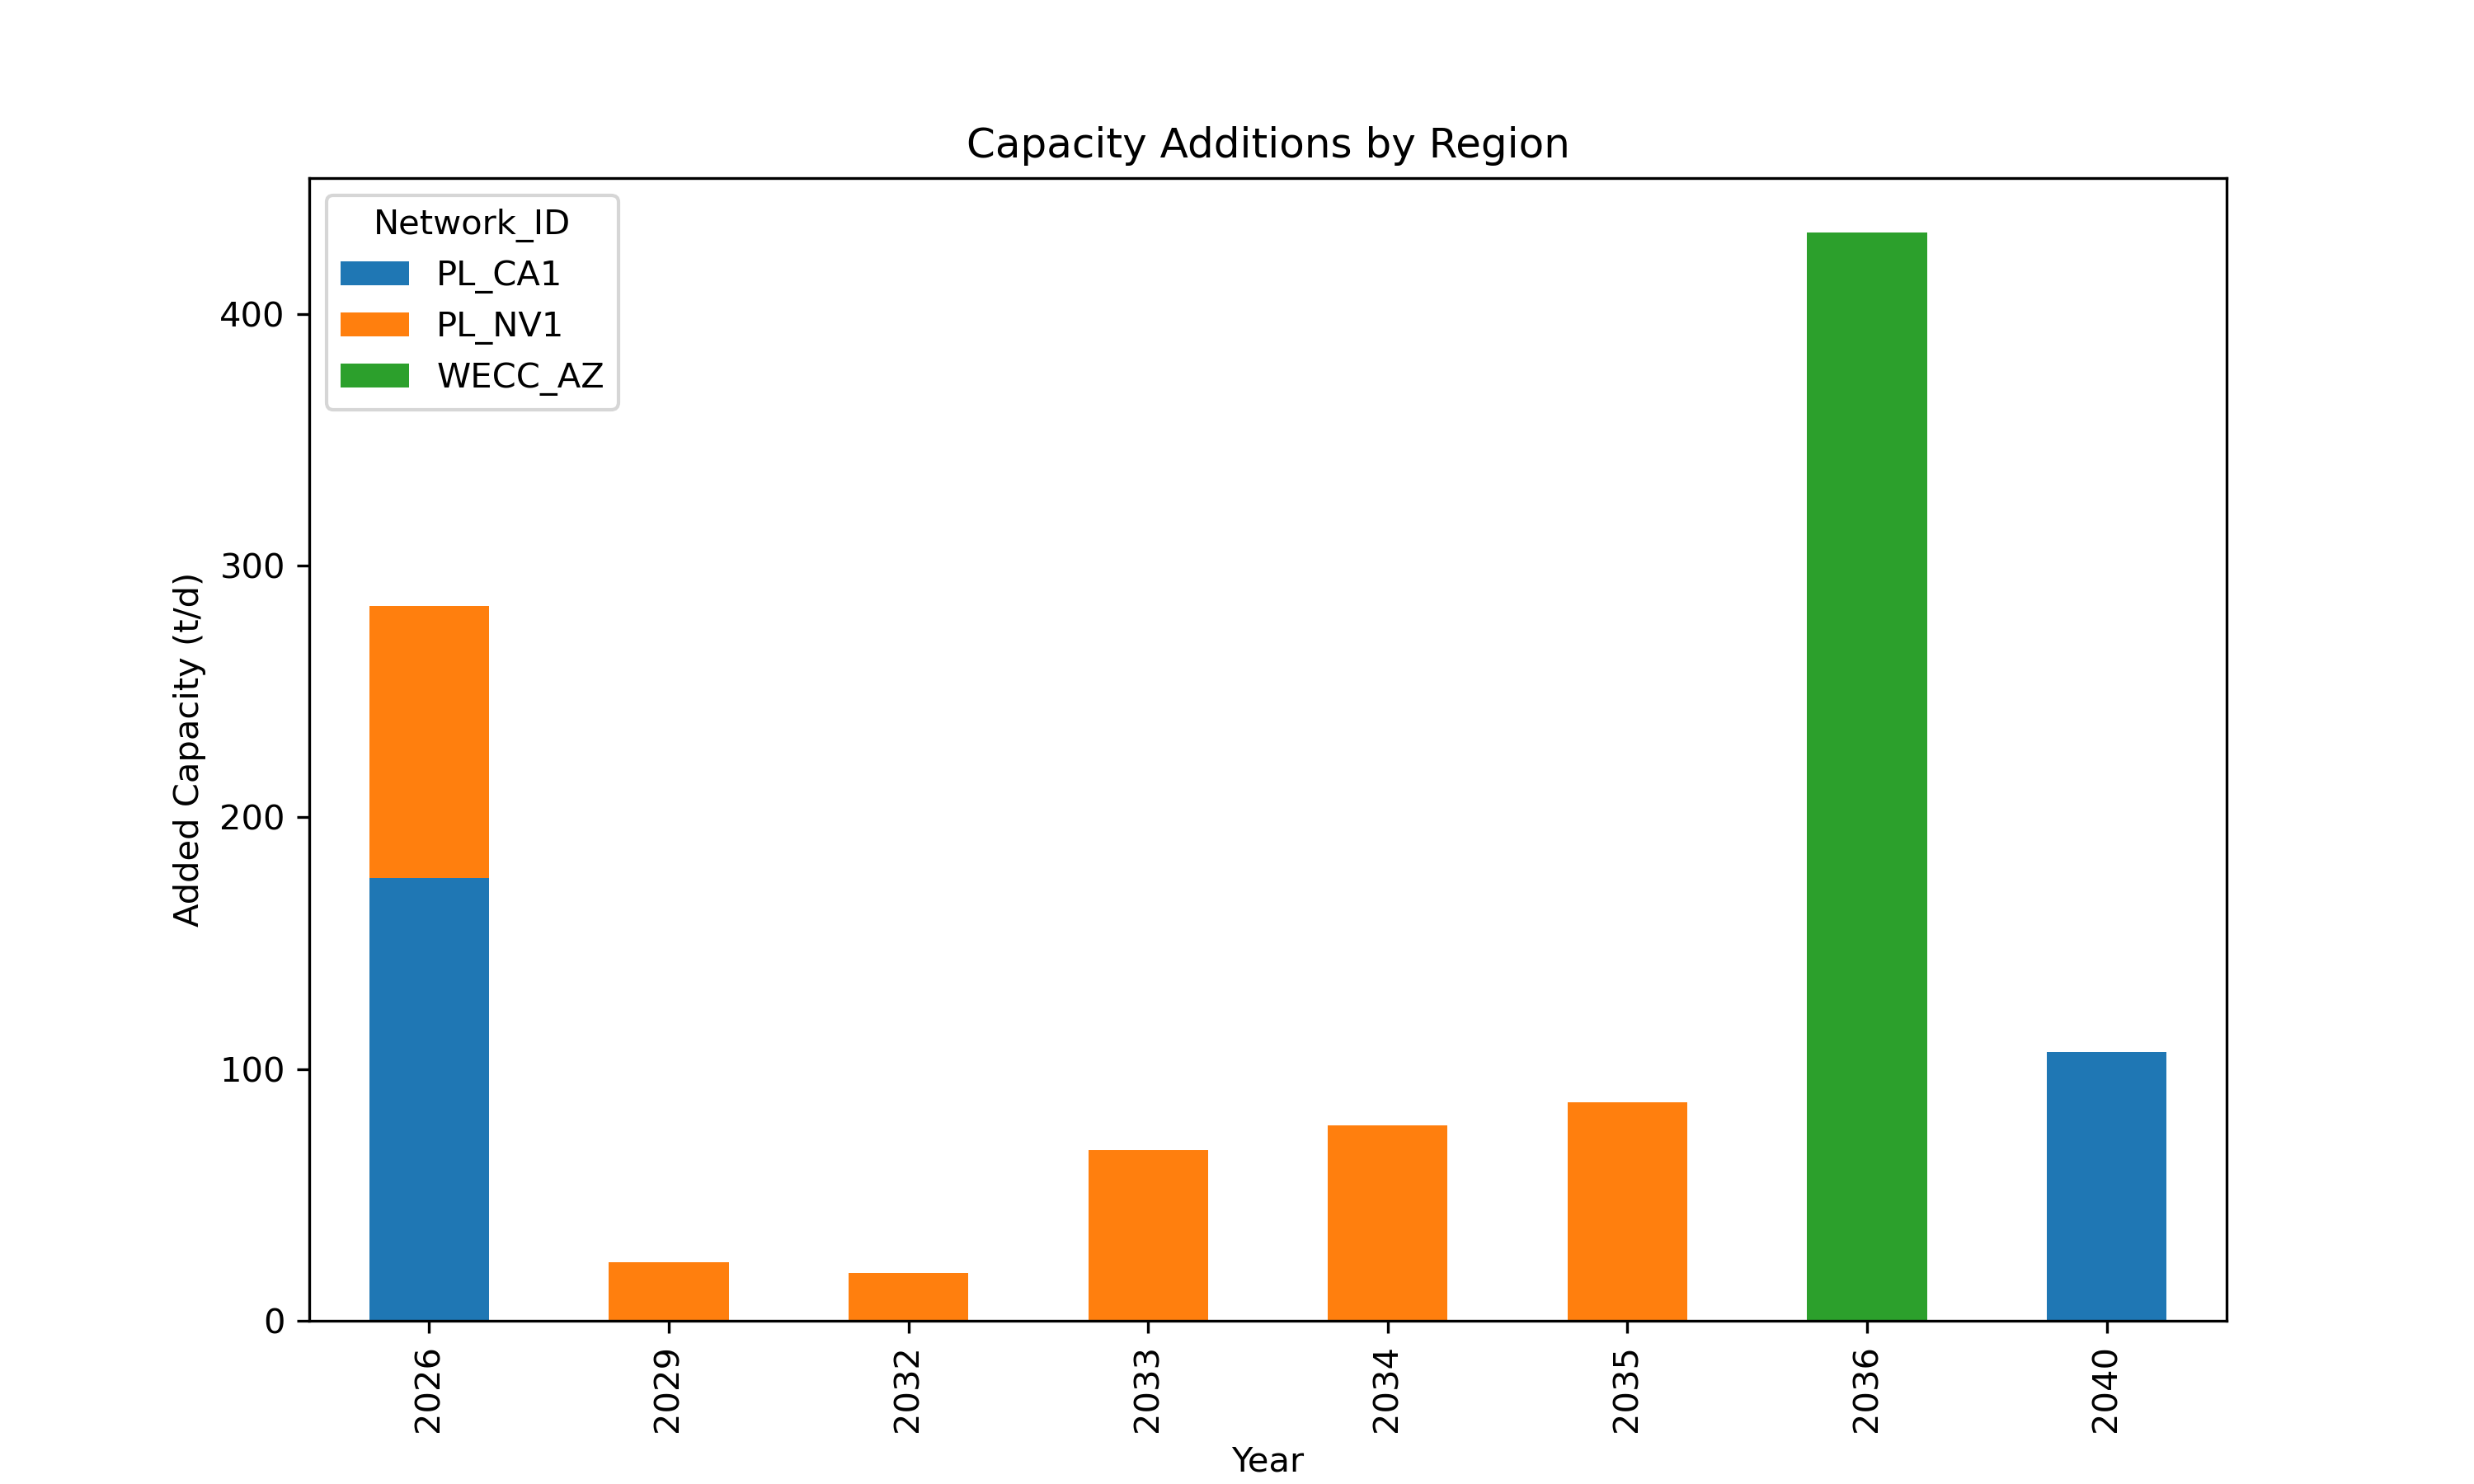 Capacity Additions by Region
Network_ID
PL_CA1
PL_NV1
WECC_AZ
Added Capacity (t/d)
400
300
200
100
0
2026
2029
2032
2033
2034
2035
2036
2040
Year